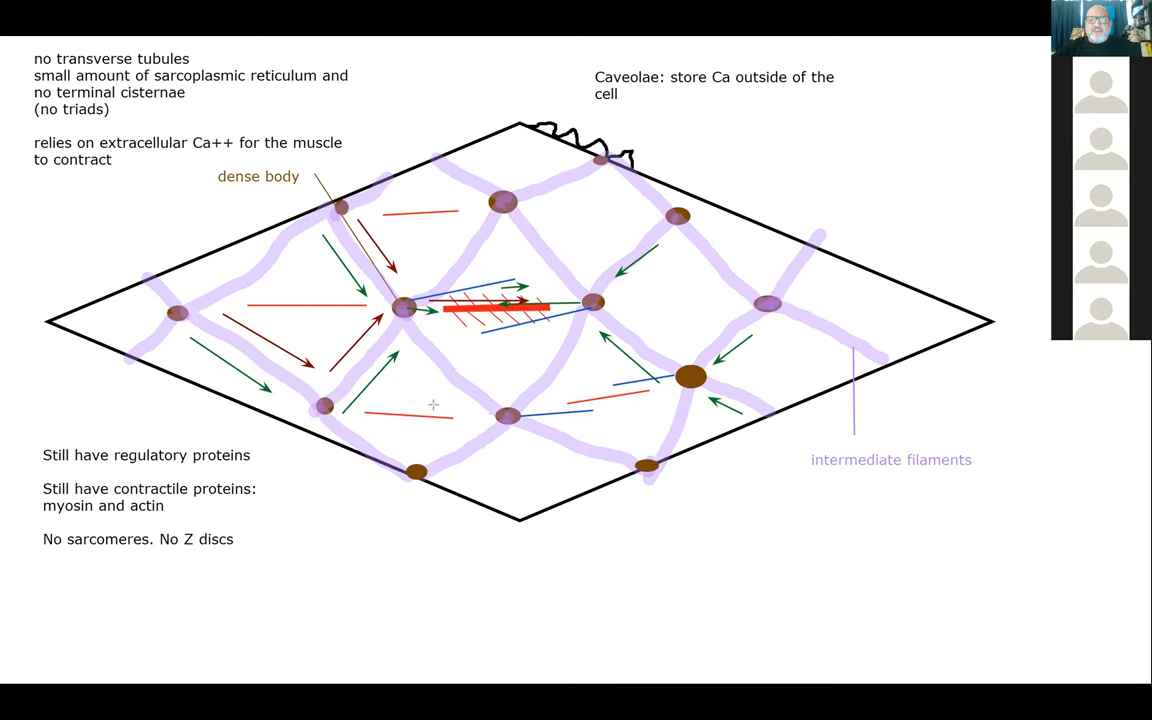 no transverse tubules
small amount of sarcoplasmic reticulum and
no terminal cisternae
(no triads)
relies on extracellular Ca++ for the muscle
to contract
Caveolae: store Ca outside of the
cell
dense body
intermediate filaments
Still have regulatory proteins
Still have contractile proteins:
myosin and actin
No sarcomeres. No Z discs